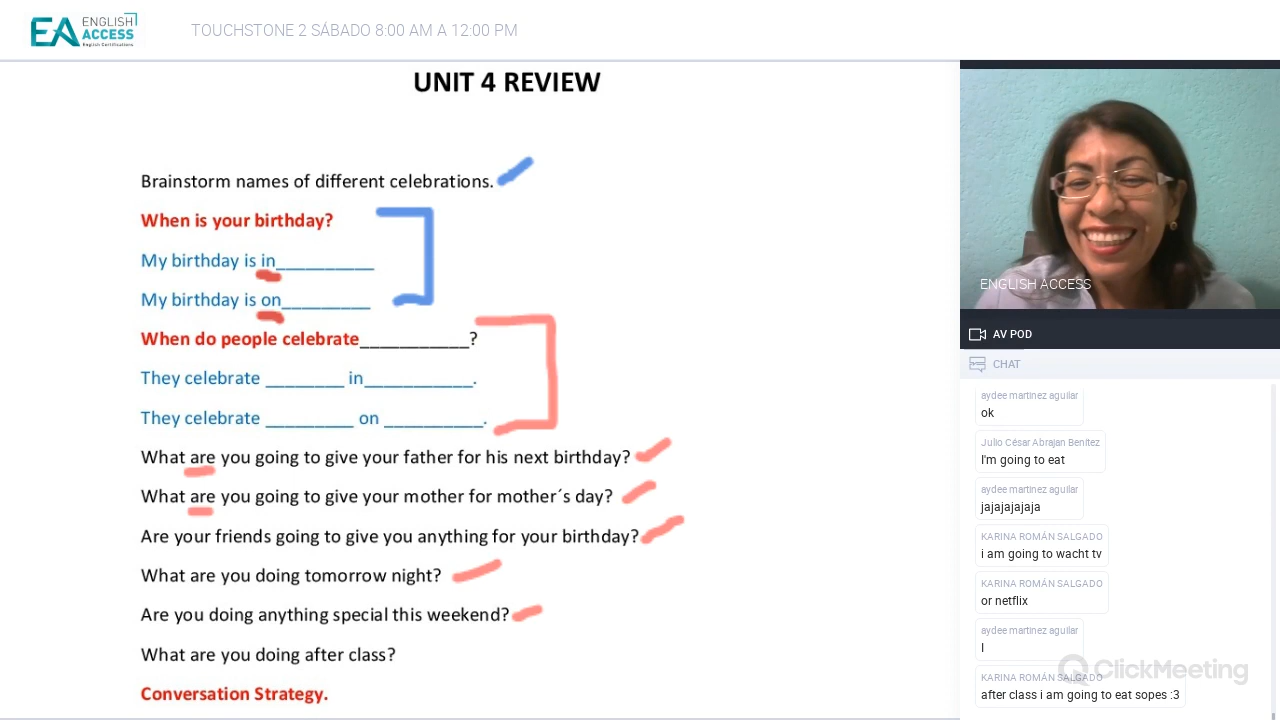 EA ENGLISH ACCESS
English Certifications
TOUCHSTONE 2 SÁBADO 8:00 AM A 12:00 PM
UNIT 4 REVIEW
Brainstorm names of different celebrations.
When is your birthday?
My birthday is in___________
My birthday is on__________
When do people celebrate____________?
They celebrate ________ in____________.
They celebrate _________ on __________.
What are you going to give your father for his next birthday?
What are you going to give your mother for mother´s day?
Are your friends going to give you anything for your birthday?
What are you doing tomorrow night?
Are you doing anything special this weekend?
What are you doing after class?
Conversation Strategy.
ENGLISH ACCESS
AV POD
CHAT
aydee martinez aguilar
ok
Julio César Abrajan Benítez
I'm going to eat
aydee martinez aguilar
jajajajajaja
KARINA ROMÁN SALGADO
i am going to wacht tv
KARINA ROMÁN SALGADO
or netflix
aydee martinez aguilar
I
KARINA ROMÁN SALGADO
after class i am going to eat sopes :3
ClickMeeting